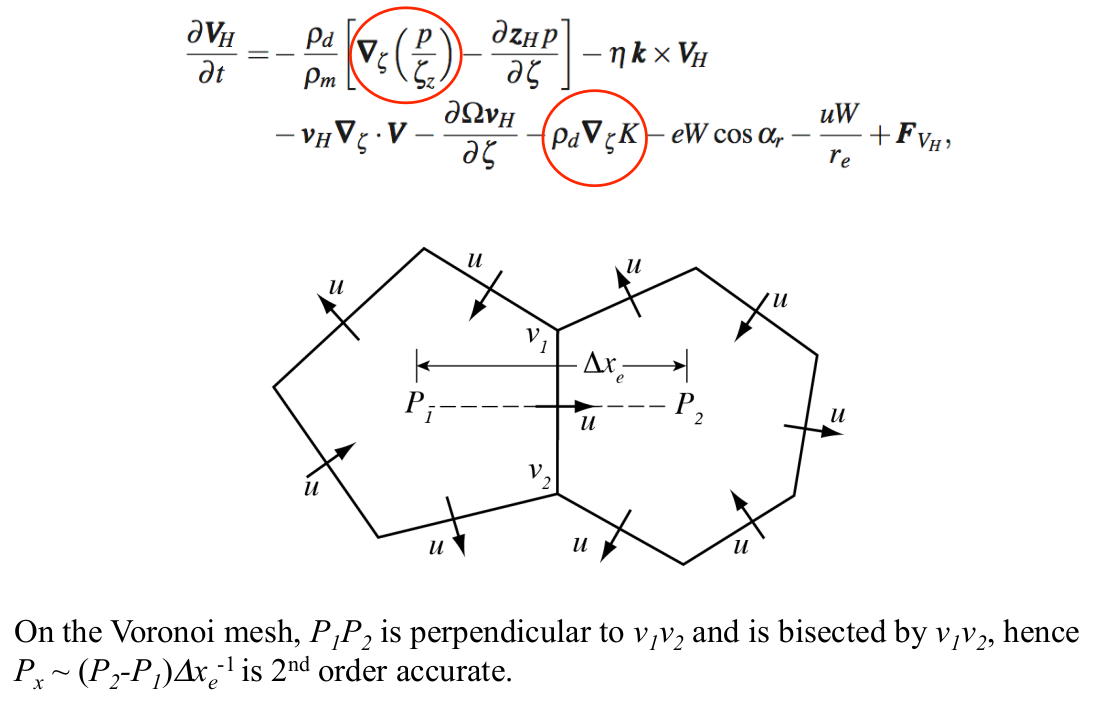 ∂V_H/∂t = − ρ_d/ρ_m [ ∇_ζ (p/ζ_z) − ∂z_H p/∂ζ ] − η k × V_H
− v_H ∇_ζ · V − ∂Ωv_H/∂ζ − ρ_d ∇_ζ K − eW cos α_r − uW/r_e + F_{V_H},
u
u
u
u
u
v_1
Δx_e
P_1
P_2
u
u
v_2
u
u
u
u
On the Voronoi mesh, P_1P_2 is perpendicular to v_1v_2 and is bisected by v_1v_2, hence
P_x ~ (P_2-P_1)Δx_e^{-1} is 2^{nd} order accurate.